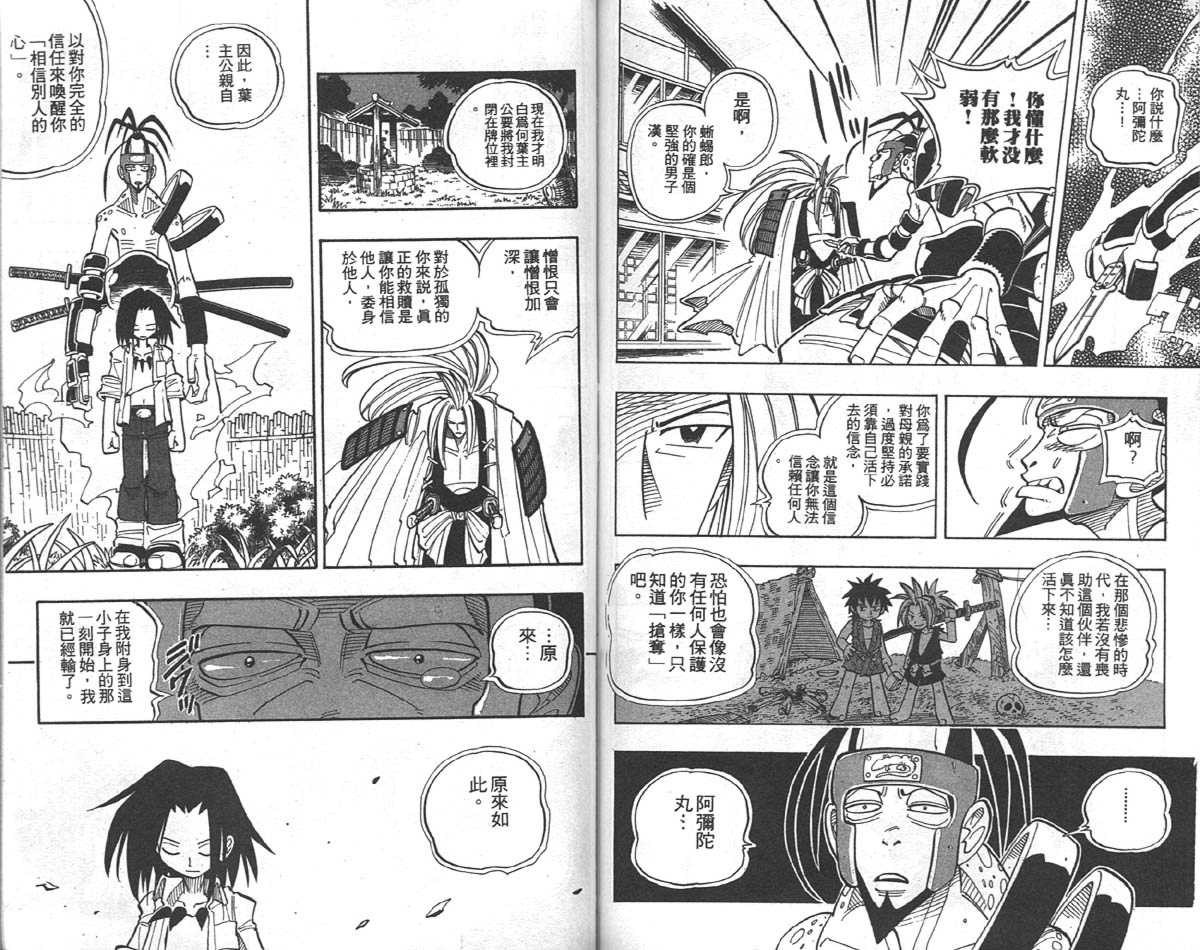 你說什麼
…阿彌陀
丸…!
你懂什麼
!我才没
有那麼軟
弱!
是啊,
蜥蜴郎,
你的確是個
堅強的男子
漢。
啊?
你爲了要實踐
對母親的承諾
,過度堅持必
須靠自己活下
去的信念,
就是這個信
念讓你無法
信賴任何人
。
在那個悲慘的時
代,我若沒有喪
助這個伙伴,還
真不知道該怎麼
活下來…
恐怕也會像沒
有任何人保護
的你一樣,只
知道「搶奪」
吧。
………
阿彌陀
丸…
現在我才明
白爲何葉主
公要將我封
閉在牌位裡
。
因此,葉
主公親自
…
以對你完全的
信任來喚醒你
「相信別人的
心」。
憎恨只會
讓憎恨加
深,
對於孤獨的
你來説,真
正的救贖是
讓你能相信
他人,委身
於他人.
…原
來…
在我附身到這
小子身上的那
一刻開始,我
就已經輸了。
原來如
此。